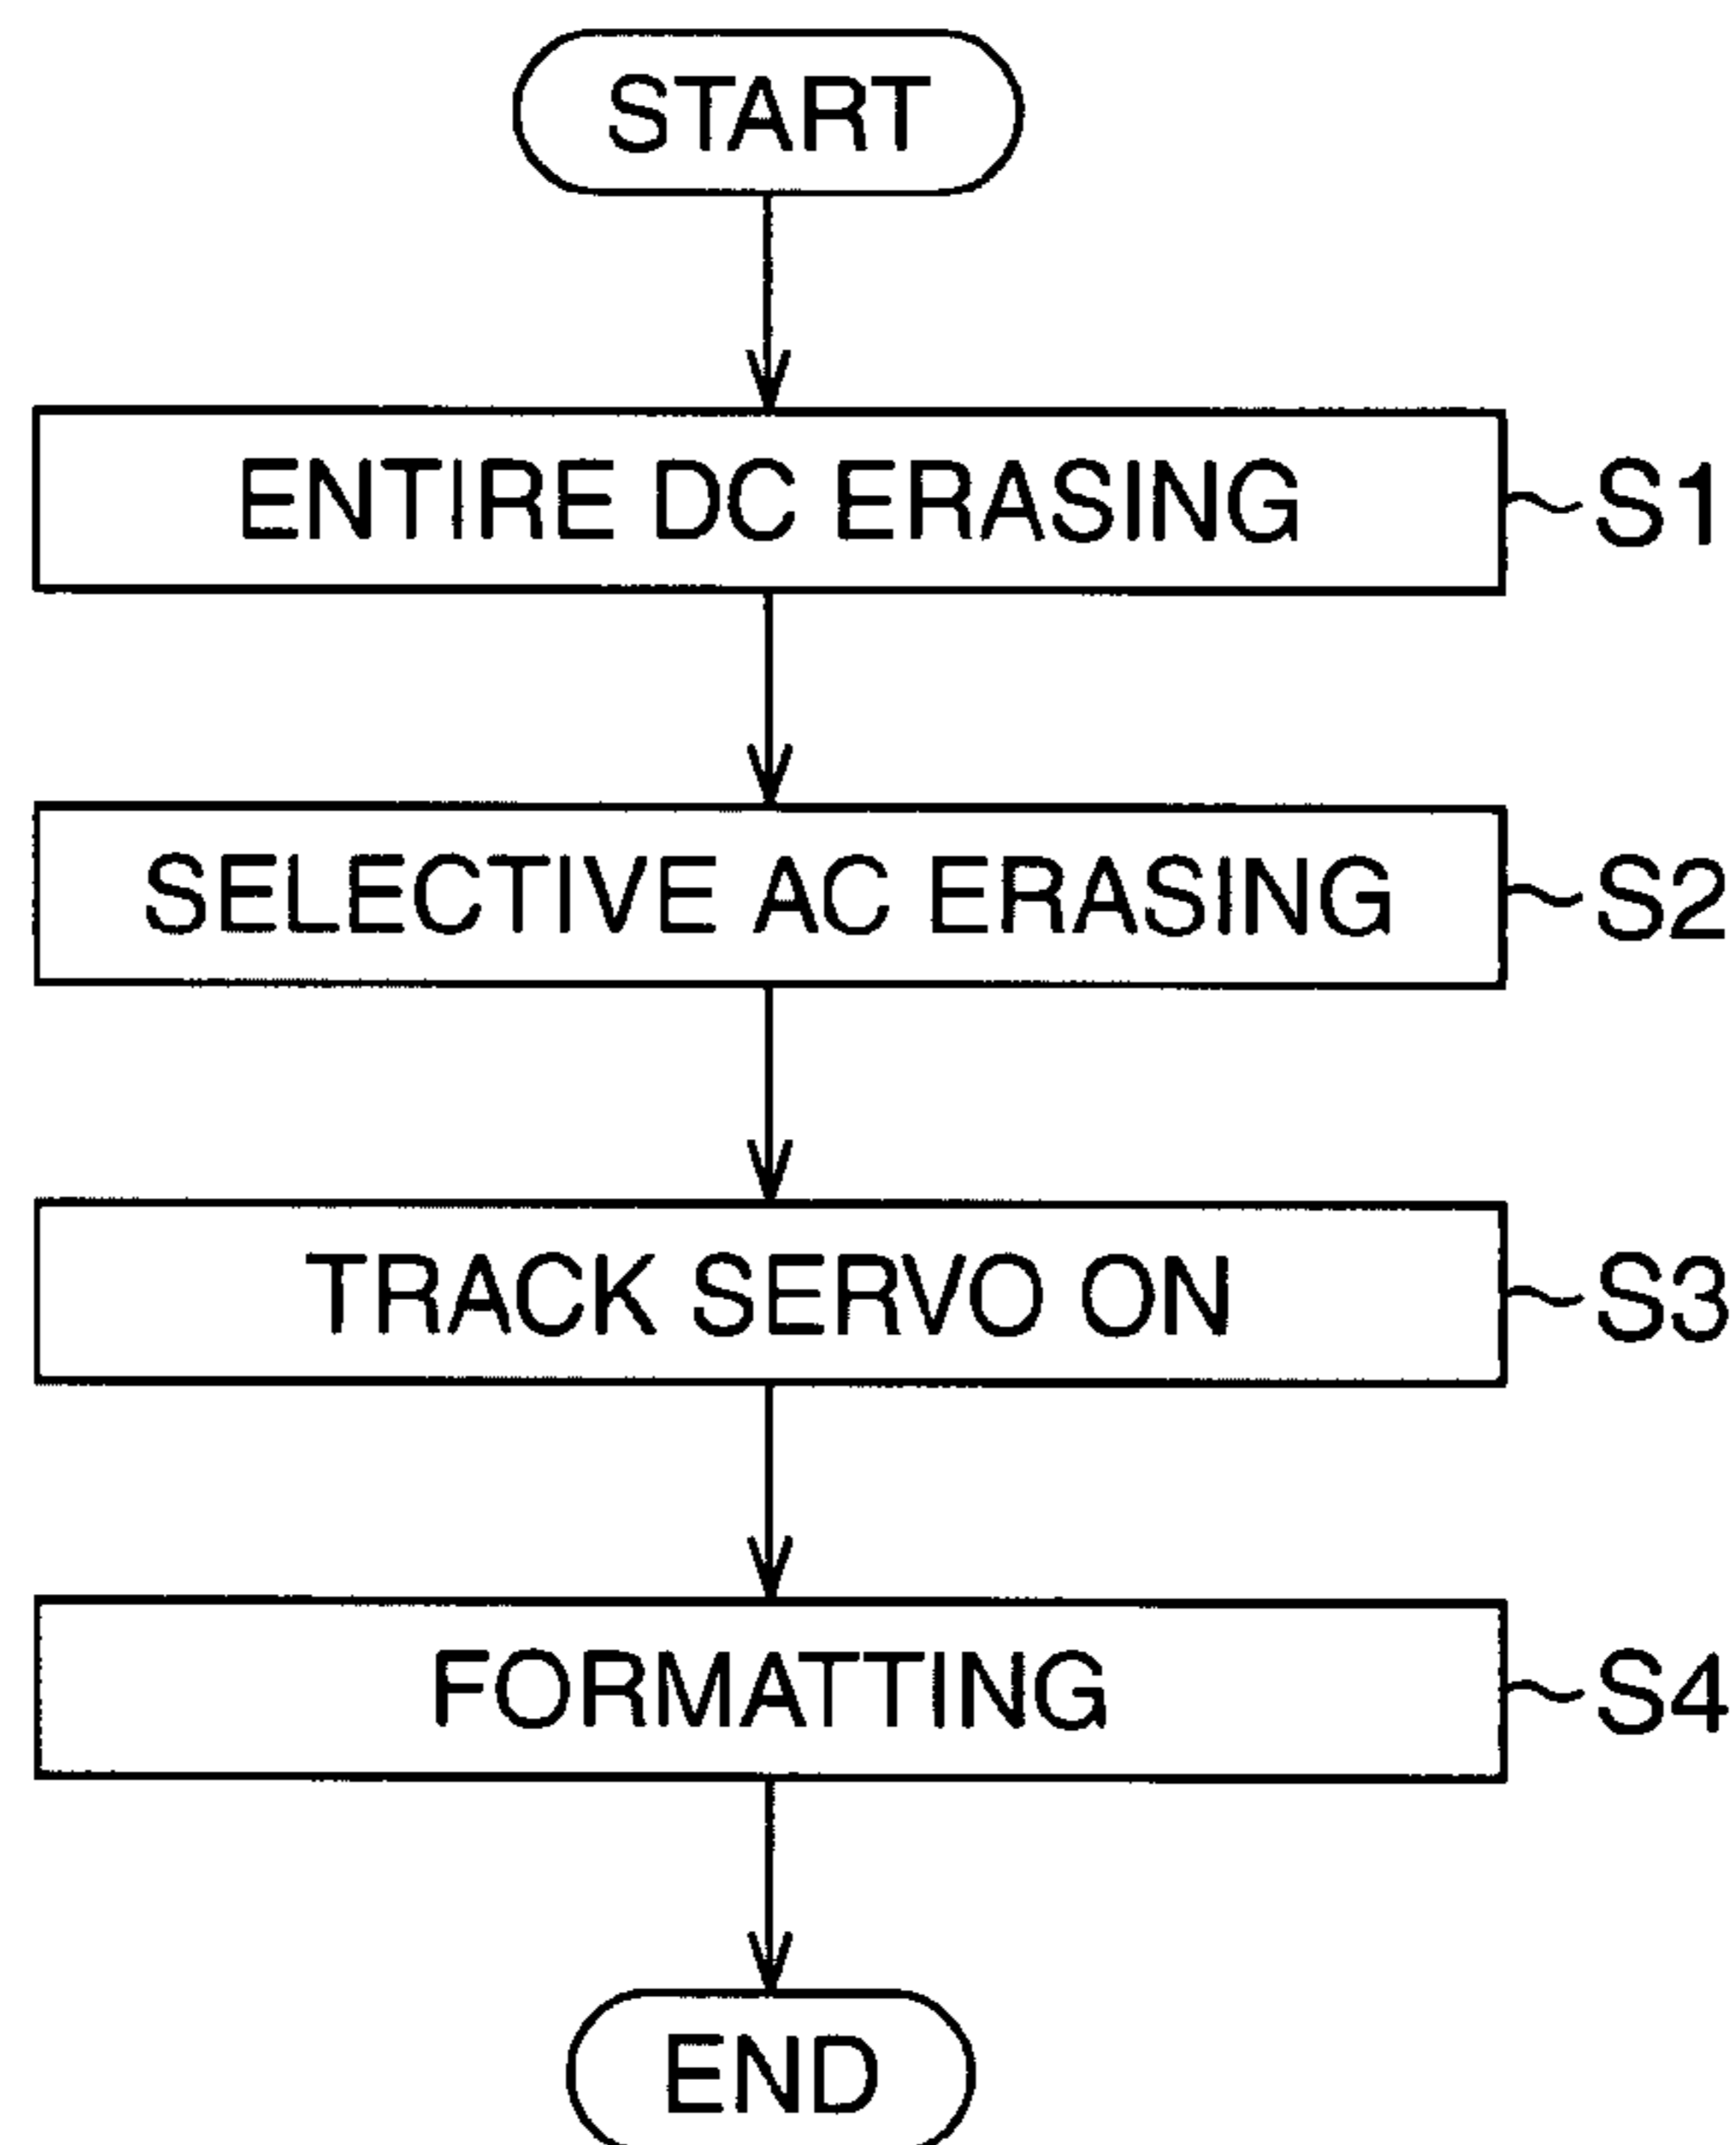 START
ENTIRE DC ERASING S1
SELECTIVE AC ERASING S2
TRACK SERVO ON S3
FORMATTING S4
END